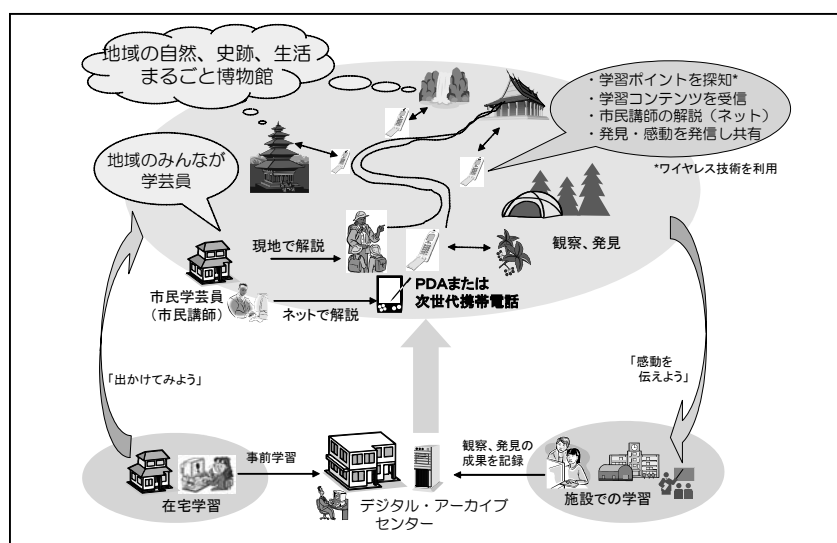 地域の自然、史跡、生活
まるごと博物館
・学習ポイントを探知*
・学習コンテンツを受信
・市民講師の解説（ネット）
・発見・感動を発信し共有
*ワイヤレス技術を利用
地域のみんなが
学芸員
現地で解説
観察、発見
市民学芸員
（市民講師）
ネットで解説
PDAまたは
次世代携帯電話
「出かけてみよう」
「感動を
伝えよう」
事前学習
観察、発見の
成果を記録
在宅学習
デジタル・アーカイブ
センター
施設での学習